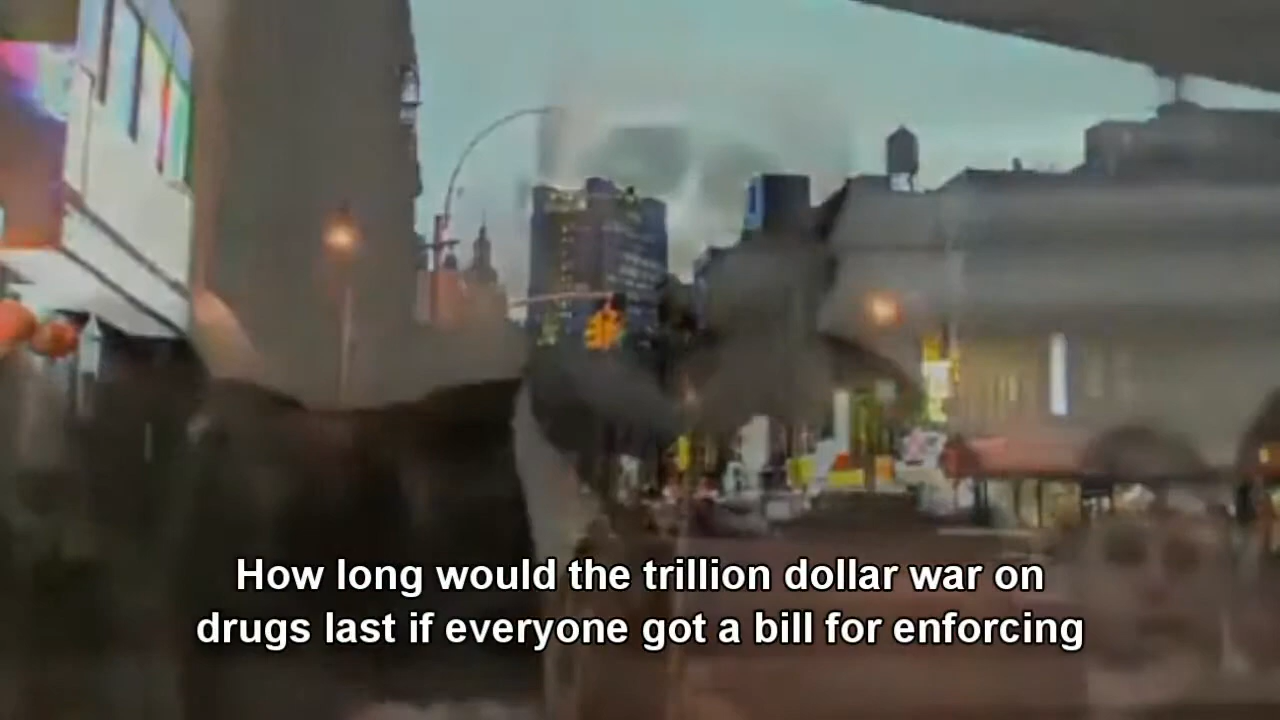 How long would the trillion dollar war on
drugs last if everyone got a bill for enforcing